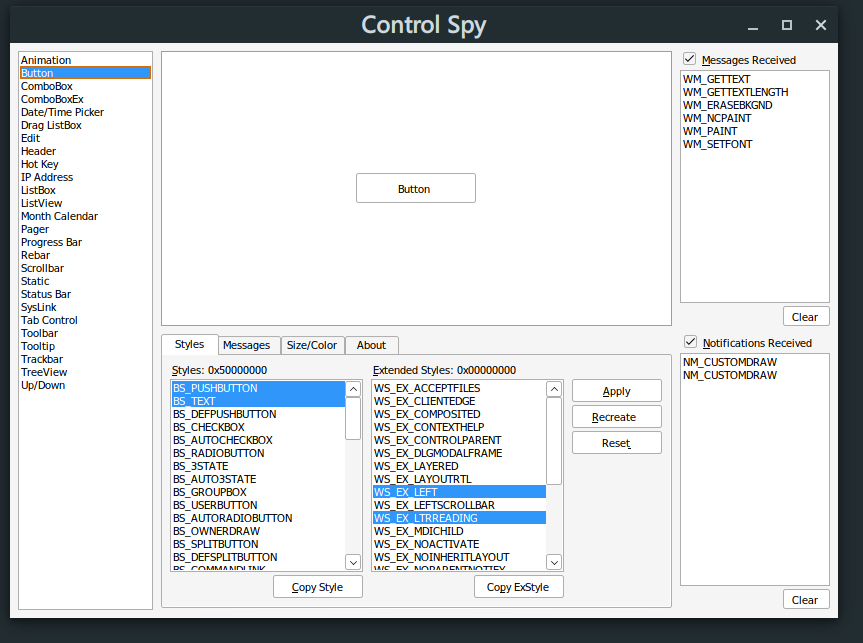 Control Spy
Animation
Button
ComboBox
ComboBoxEx
Date/Time Picker
Drag ListBox
Edit
Header
Hot Key
IP Address
ListBox
ListView
Month Calendar
Pager
Progress Bar
Rebar
Scrollbar
Static
Status Bar
SysLink
Tab Control
Toolbar
Tooltip
Trackbar
TreeView
Up/Down
Button
Styles
Messages
Size/Color
About
Styles: 0x50000000
BS_PUSHBUTTON
BS_TEXT
BS_DEFPUSHBUTTON
BS_CHECKBOX
BS_AUTOCHECKBOX
BS_RADIOBUTTON
BS_3STATE
BS_AUTO3STATE
BS_GROUPBOX
BS_USERBUTTON
BS_AUTORADIOBUTTON
BS_OWNERDRAW
BS_SPLITBUTTON
BS_DEFSPLITBUTTON
BS_COMMANDLINK
Copy Style
Extended Styles: 0x00000000
WS_EX_ACCEPTFILES
WS_EX_CLIENTEDGE
WS_EX_COMPOSITED
WS_EX_CONTEXTHELP
WS_EX_CONTROLPARENT
WS_EX_DLGMODALFRAME
WS_EX_LAYERED
WS_EX_LAYOUTRTL
WS_EX_LEFT
WS_EX_LEFTSCROLLBAR
WS_EX_LTRREADING
WS_EX_MDICHILD
WS_EX_NOACTIVATE
WS_EX_NOINHERITLAYOUT
WS_EX_NOPARENTNOTIFY
Copy ExStyle
Apply
Recreate
Reset
Messages Received
WM_GETTEXT
WM_GETTEXTLENGTH
WM_ERASEBKGND
WM_NCPAINT
WM_PAINT
WM_SETFONT
Clear
Notifications Received
NM_CUSTOMDRAW
NM_CUSTOMDRAW
Clear